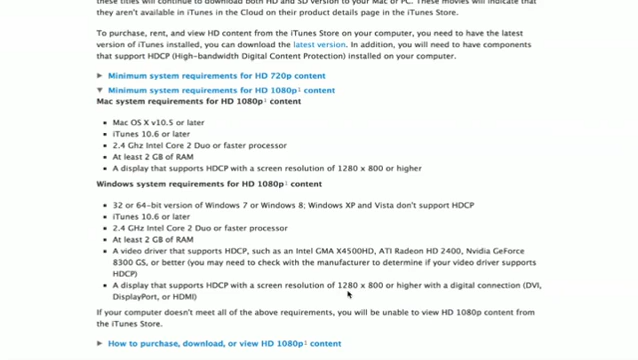 these titles will continue to download both HD and SD version to your Mac or PC. These movies will indicate that
they aren't available in iTunes in the Cloud on their product details page in the iTunes Store.
To purchase, rent, and view HD content from the iTunes Store on your computer, you need to have the latest
version of iTunes installed, you can download the latest version. In addition, you will need to have components
that support HDCP (High-bandwidth Digital Content Protection) installed on your computer.
Minimum system requirements for HD 720p content
Minimum system requirements for HD 1080p¹ content
Mac system requirements for HD 1080p¹ content
• Mac OS X v10.5 or later
• iTunes 10.6 or later
• 2.4 Ghz Intel Core 2 Duo or faster processor
• At least 2 GB of RAM
• A display that supports HDCP with a screen resolution of 1280 x 800 or higher
Windows system requirements for HD 1080p¹ content
• 32 or 64-bit version of Windows 7 or Windows 8; Windows XP and Vista don't support HDCP
• iTunes 10.6 or later
• 2.4 Ghz Intel Core 2 Duo or faster processor
• At least 2 GB of RAM
• A video driver that supports HDCP, such as an Intel GMA X4500HD, ATI Radeon HD 2400, Nvidia GeForce
8300 GS, or better (you may need to check with the manufacturer to determine if your video driver supports
HDCP)
• A display that supports HDCP with a screen resolution of 1280 x 800 or higher with a digital connection (DVI,
DisplayPort, or HDMI)
If your computer doesn't meet all of the above requirements, you will be unable to view HD 1080p content from
the iTunes Store.
How to purchase, download, or view HD 1080p¹ content